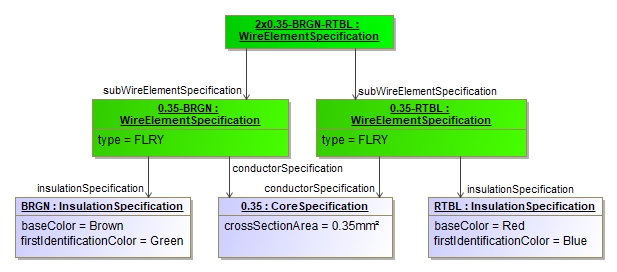 2x0.35-BRGN-RTBL :
WireElementSpecification
subWireElementSpecification
subWireElementSpecification
0.35-BRGN :
WireElementSpecification
type = FLRY
0.35-RTBL :
WireElementSpecification
type = FLRY
conductorSpecification
insulationSpecification
conductorSpecification
insulationSpecification
BRGN : InsulationSpecification
baseColor = Brown
firstIdentificationColor = Green
0.35 : CoreSpecification
crossSectionArea = 0.35mm²
RTBL : InsulationSpecification
baseColor = Red
firstIdentificationColor = Blue